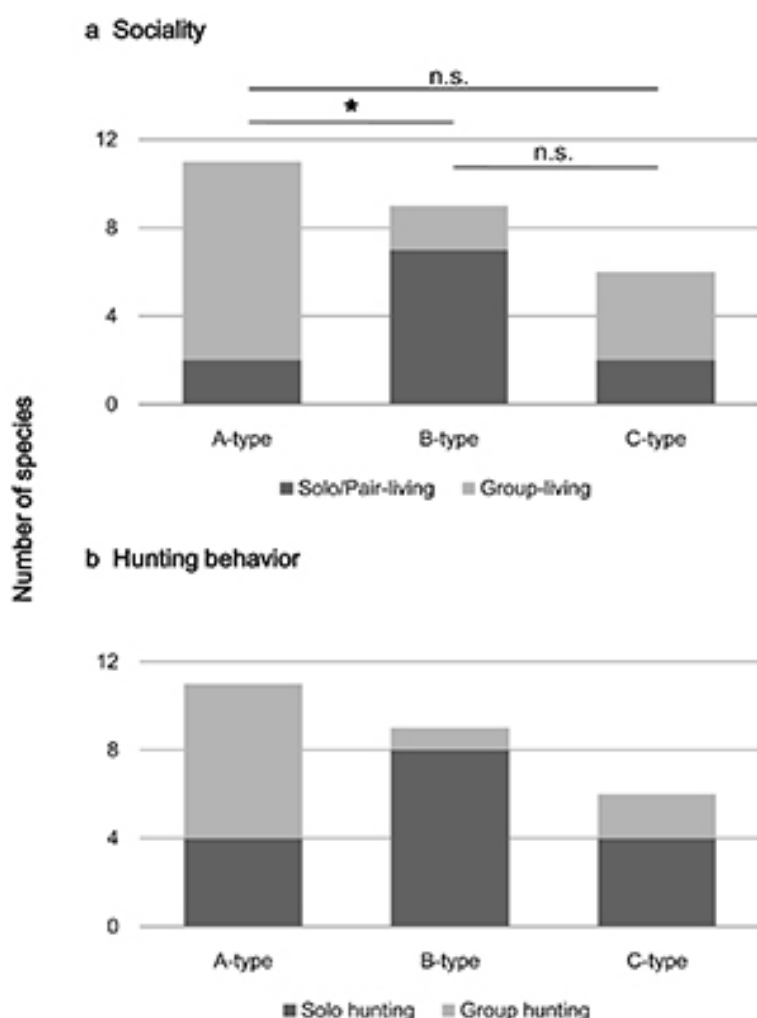 a Sociality
n.s.
★
12
n.s.
8
4
0
A-type B-type C-type
Solo/Pair-living Group-living
Number of species
b Hunting behavior
12
8
4
0
A-type B-type C-type
Solo hunting Group hunting